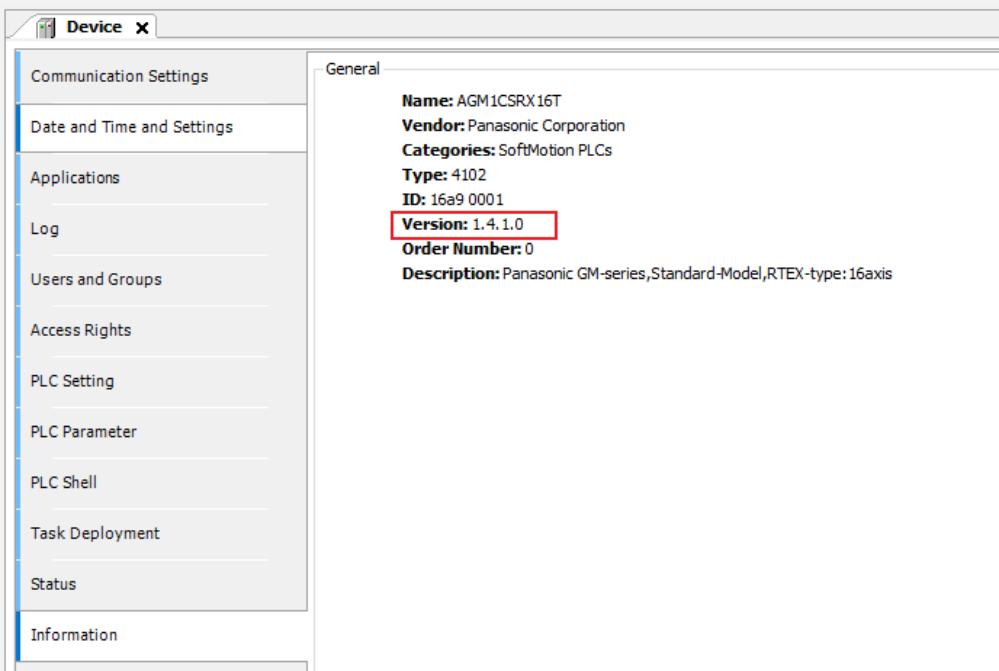 Device
Communication Settings
Date and Time and Settings
Applications
Log
Users and Groups
Access Rights
PLC Setting
PLC Parameter
PLC Shell
Task Deployment
Status
Information
General
Name: AGM1CSRX16T
Vendor: Panasonic Corporation
Categories: SoftMotion PLCs
Type: 4102
ID: 16a9 0001
Version: 1.4.1.0
Order Number: 0
Description: Panasonic GM-series,Standard-Model,RTEX-type:16axis